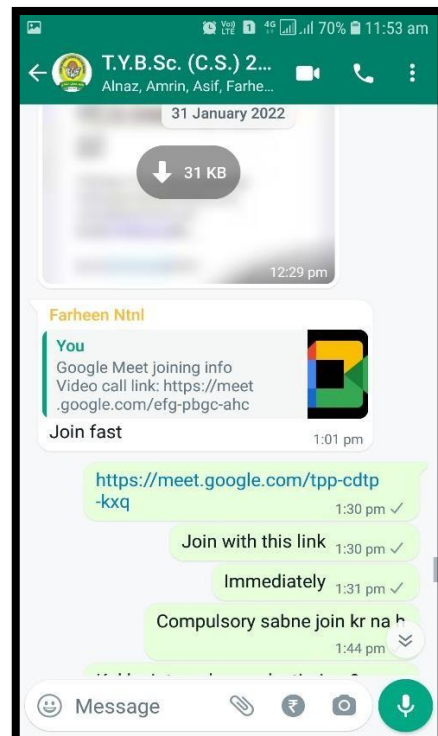 70% 11:53 am
T.Y.B.Sc. (C.S.) 2...
Alnaz, Amrin, Asif, Farhe...
31 January 2022
31 KB
12:29 pm
Farheen Ntnl
You
Google Meet joining info
Video call link: https://meet
.google.com/efg-pbgc-ahc
Join fast
1:01 pm
https://meet.google.com/tpp-cdtp
-kxq
1:30 pm
Join with this link 1:30 pm
Immediately 1:31 pm
Compulsory sabne join kr na h
1:44 pm
Message